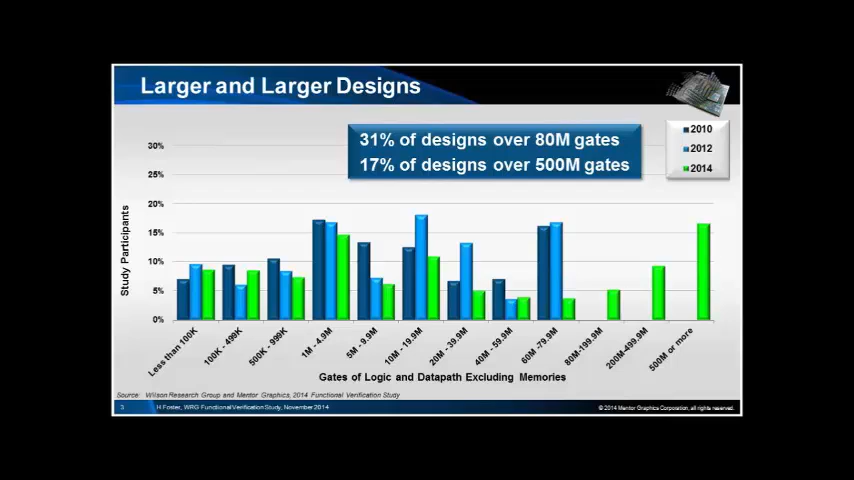 Larger and Larger Designs
31% of designs over 80M gates
17% of designs over 500M gates
2010
2012
2014
30%
25%
20%
15%
10%
5%
0%
Study Participants
Less than 100K
100K - 499K
500K - 999K
1M - 4.9M
5M - 9.9M
10M - 19.9M
20M - 39.9M
40M - 59.9M
60M -79.9M
80M-199.9M
200M-499.9M
500M or more
Gates of Logic and Datapath Excluding Memories
Source: Wilson Research Group and Mentor Graphics, 2014 Functional Verification Study
3 H Foster, WRG Functional Verification Study, November 2014
© 2014 Mentor Graphics Corporation, all rights reserved.